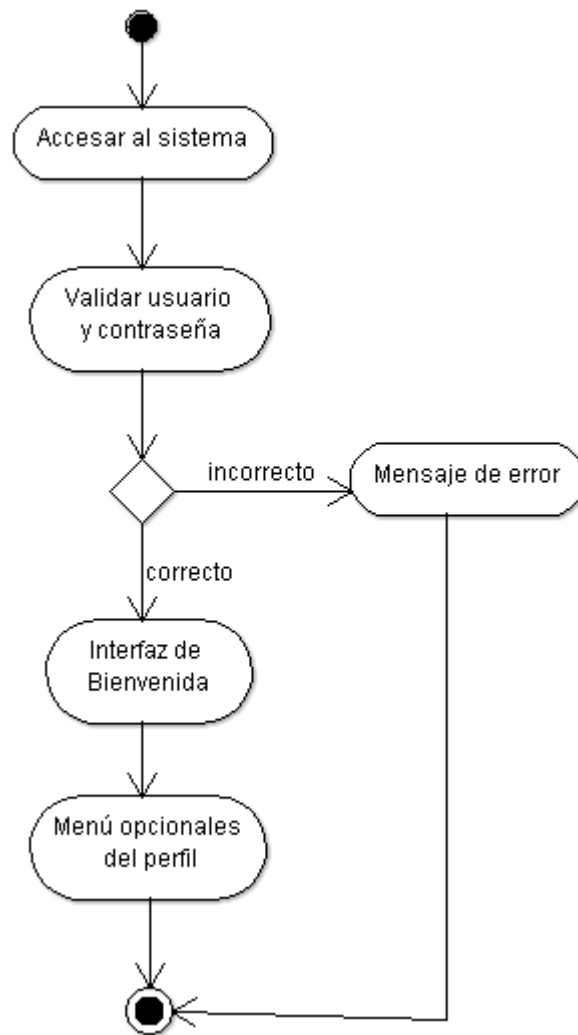 Accesar al sistema
Validar usuario
y contraseña
incorrecto
Mensaje de error
correcto
Interfaz de
Bienvenida
Menú opcionales
del perfil